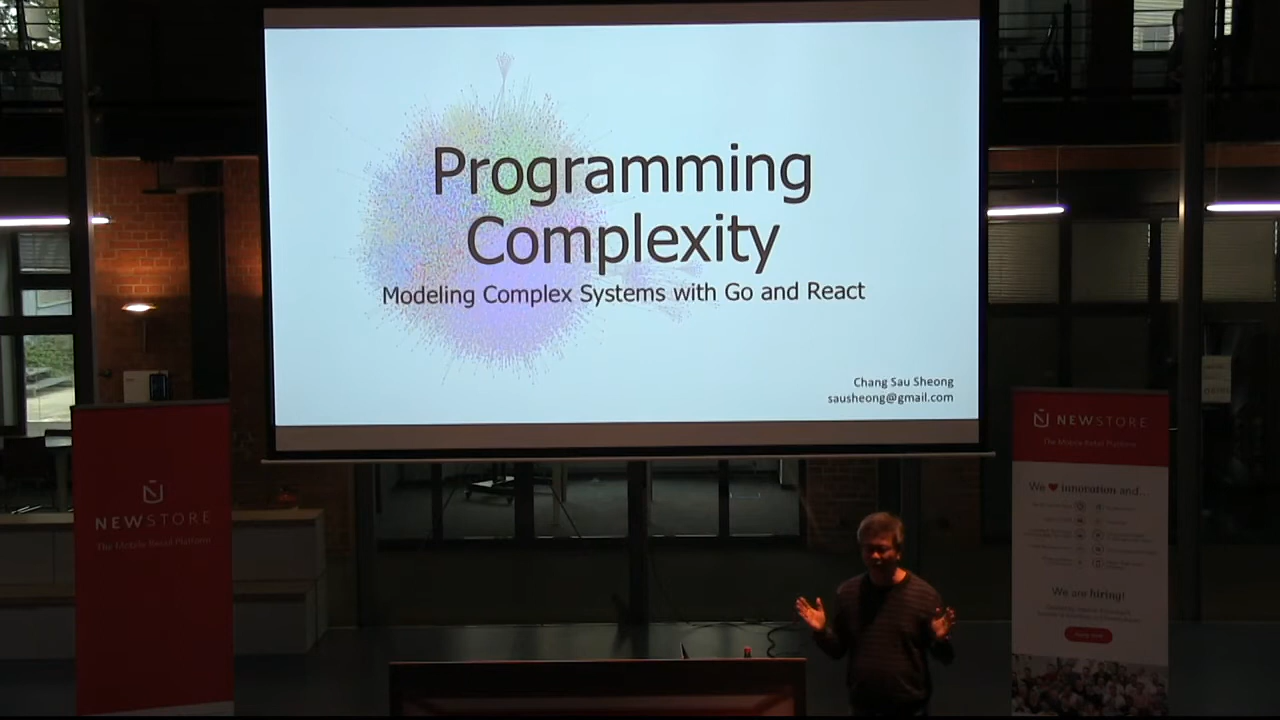 Programming
Complexity
Modeling Complex Systems with Go and React
Chang Sau Sheong
sausheong@gmail.com
NEWSTORE
The Mobile Retail Platform
NEWSTORE
The Mobile Retail Platform
We ♥ innovation and...
We are hiring!